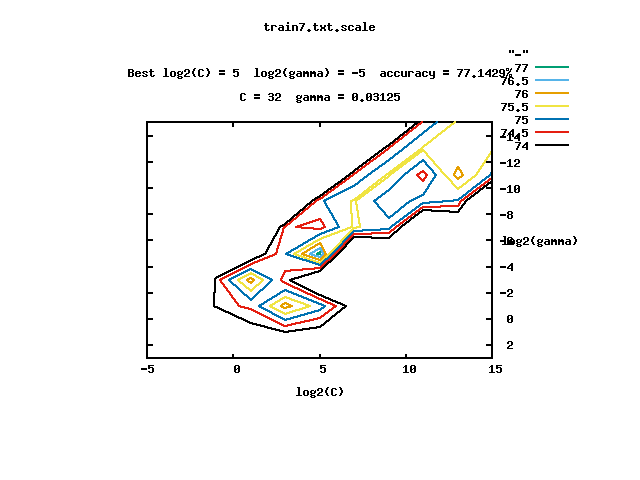 train7.txt.scale
"-"
Best log2(C) = 5 log2(gamma) = -5 accuracy = 77.1429%
77
76.5
C = 32 gamma = 0.03125
76
75.5
75
74.5
74
-14
-12
-10
-8
-6
log2(gamma)
-4
-2
0
2
-5 0 5 10 15
log2(C)